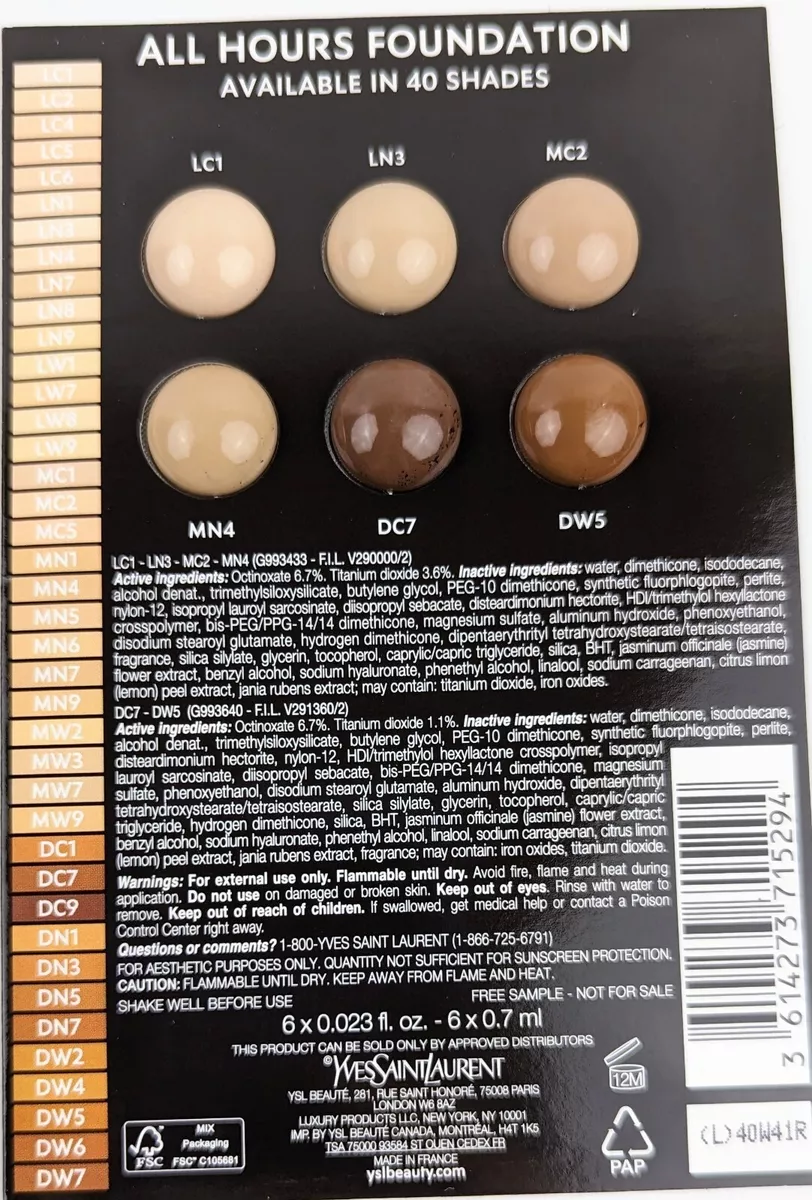 ALL HOURS FOUNDATION
AVAILABLE IN 40 SHADES
LC1
LC2
LC4
LC5
LC6
LN1
LN3
LN4
LN7
LN8
LN9
LW1
LW7
LW8
LW9
MC1
MC2
MC5
MN1
MN4
MN5
MN6
MN7
MN9
MW2
MW3
MW7
MW9
DC1
DC7
DC9
DN1
DN3
DN5
DN7
DW2
DW4
DW5
DW6
DW7
LC1 LN3 MC2
MN4 DC7 DW5
LC1 - LN3 - MC2 - MN4 (G993433 - F.I.L. V290000/2)
Active ingredients: Octinoxate 6.7%. Titanium dioxide 3.6%. Inactive ingredients: water, dimethicone, isododecane,
alcohol denat., trimethylsiloxysilicate, butylene glycol, PEG-10 dimethicone, synthetic fluorphlogopite, perlite,
nylon-12, isopropyl lauroyl sarcosinate, diisopropyl sebacate, disteardimonium hectorite, HDI/trimethylol hexyllactone
crosspolymer, bis-PEG/PPG-14/14 dimethicone, magnesium sulfate, aluminum hydroxide, phenoxyethanol,
disodium stearoyl glutamate, hydrogen dimethicone, dipentaerythrityl tetrahydroxystearate/tetraisostearate,
fragrance, silica silylate, glycerin, tocopherol, caprylic/capric triglyceride, silica, BHT, jasminum officinale (jasmine)
flower extract, benzyl alcohol, sodium hyaluronate, phenethyl alcohol, linalool, sodium carrageenan, citrus limon
(lemon) peel extract, jania rubens extract; may contain: titanium dioxide, iron oxides.
DC7 - DW5 (G993640 - F.I.L. V291360/2)
Active ingredients: Octinoxate 6.7%. Titanium dioxide 1.1%. Inactive ingredients: water, dimethicone, isododecane,
alcohol denat., trimethylsiloxysilicate, butylene glycol, PEG-10 dimethicone, synthetic fluorphlogopite, perlite,
disteardimonium hectorite, nylon-12, HDI/trimethylol hexyllactone crosspolymer, isopropyl
lauroyl sarcosinate, diisopropyl sebacate, bis-PEG/PPG-14/14 dimethicone, magnesium
sulfate, phenoxyethanol, disodium stearoyl glutamate, aluminum hydroxide, dipentaerythrityl
tetrahydroxystearate/tetraisostearate, silica silylate, glycerin, tocopherol, caprylic/capric
triglyceride, hydrogen dimethicone, silica, BHT, jasminum officinale (jasmine) flower extract,
benzyl alcohol, sodium hyaluronate, phenethyl alcohol, linalool, sodium carrageenan, citrus limon
(lemon) peel extract, jania rubens extract, fragrance; may contain: iron oxides, titanium dioxide.
Warnings: For external use only. Flammable until dry. Avoid fire, flame and heat during
application. Do not use on damaged or broken skin. Keep out of eyes. Rinse with water to
remove. Keep out of reach of children. If swallowed, get medical help or contact a Poison
Control Center right away.
Questions or comments? 1-800-YVES SAINT LAURENT (1-866-725-6791)
FOR AESTHETIC PURPOSES ONLY. QUANTITY NOT SUFFICIENT FOR SUNSCREEN PROTECTION.
CAUTION: FLAMMABLE UNTIL DRY. KEEP AWAY FROM FLAME AND HEAT.
SHAKE WELL BEFORE USE FREE SAMPLE - NOT FOR SALE
6 x 0.023 fl. oz. - 6 x 0.7 ml
THIS PRODUCT CAN BE SOLD ONLY BY APPROVED DISTRIBUTORS
©YVESSAINTLAURENT
YSL BEAUTÉ, 281, RUE SAINT HONORÉ, 75008 PARIS
LONDON W6 8AZ
LUXURY PRODUCTS LLC, NEW YORK, NY 10001
IMP. BY YSL BEAUTÉ CANADA, MONTRÉAL, H4T 1K5
TSA 75000 93584 ST OUEN CEDEX FR
MADE IN FRANCE
yslbeauty.com
FSC
MIX
Packaging
FSC® C105681
12M
PAP
3 614273 715294
(L)40W41R